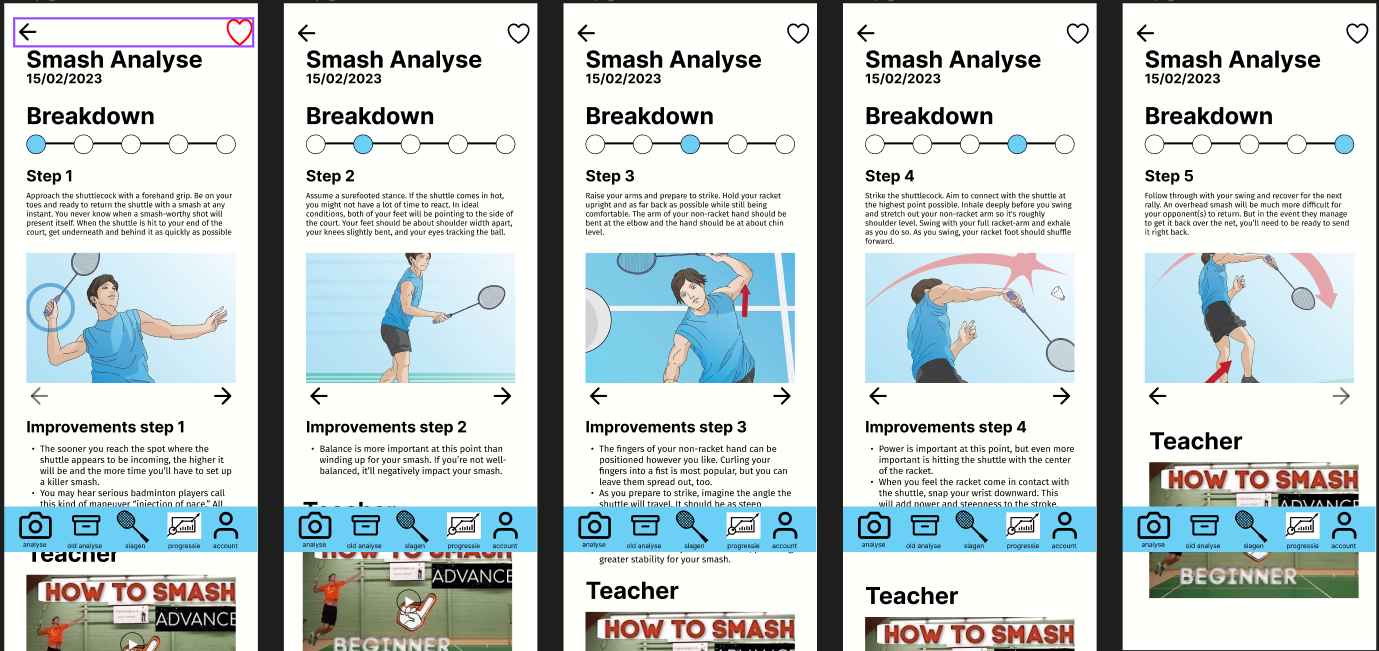 Smash Analyse
15/02/2023
Breakdown
Step 1
Approach the shuttlecock with a forehand grip. Be on your
toes and ready to return the shuttle with a smash at any
instant. You never know when a smash-worthy shot will
present itself. When the shuttle is hit to your end of the
court, get underneath and behind it as quickly as possible
Improvements step 1
• The sooner you reach the spot where the
shuttle appears to be incoming, the higher it
will be and the more time you'll have to set up
a killer smash.
• You may hear serious badminton players call
this kind of maneuver "injection of pace." All
analyse
old analyse
slagen
progressie
account
Teacher
HOW TO SMASH
ADVANCE
Smash Analyse
15/02/2023
Breakdown
Step 2
Assume a surefooted stance. If the shuttle comes in hot,
you might not have a lot of time to react. In ideal
conditions, both of your feet will be pointing to the side of
the court. Your feet should be about shoulder width apart,
your knees slightly bent, and your eyes tracking the ball.
Improvements step 2
• Balance is more important at this point than
winding up for your smash. If you're not well-
balanced, it'll negatively impact your smash.
Teacher
analyse
old analyse
slagen
progressie
account
HOW TO SMASH
ADVANCE
BEGINNER
Smash Analyse
15/02/2023
Breakdown
Step 3
Raise your arms and prepare to strike. Hold your racket
upright and as far back as possible while still being
comfortable. The arm of your non-racket hand should be
bent at the elbow and the hand should be at about chin
level.
Improvements step 3
• The fingers of your non-racket hand can be
positioned however you like. Curling your
fingers into a fist is most popular, but you can
leave them spread out, too.
• As you prepare to strike, imagine the angle the
shuttle will travel. It should be as steep
analyse
old analyse
slagen
progressie
account
greater stability for your smash.
Teacher
HOW TO SMASH
Smash Analyse
15/02/2023
Breakdown
Step 4
Strike the shuttlecock. Aim to connect with the shuttle at
the highest point possible. Inhale deeply before you swing
and stretch out your non-racket arm so it's roughly
shoulder level. Swing with your full racket-arm and exhale
as you do so. As you swing, your racket foot should shuffle
forward.
Improvements step 4
• Power is important at this point, but even more
important is hitting the shuttle with the center
of the racket.
• When you feel the racket come in contact with
the shuttle, snap your wrist downward. This
will add power and steepness to the stroke.
analyse
old analyse
slagen
progressie
account
Teacher
HOW TO SMASH
Smash Analyse
15/02/2023
Breakdown
Step 5
Follow through with your swing and recover for the next
rally. An overhead smash will be much more difficult for
your opponent(s) to return. But in the event they manage
to get it back over the net, you'll need to be ready to send
it right back.
Teacher
HOW TO SMASH
ADVANCE
analyse
old analyse
slagen
progressie
account
BEGINNER